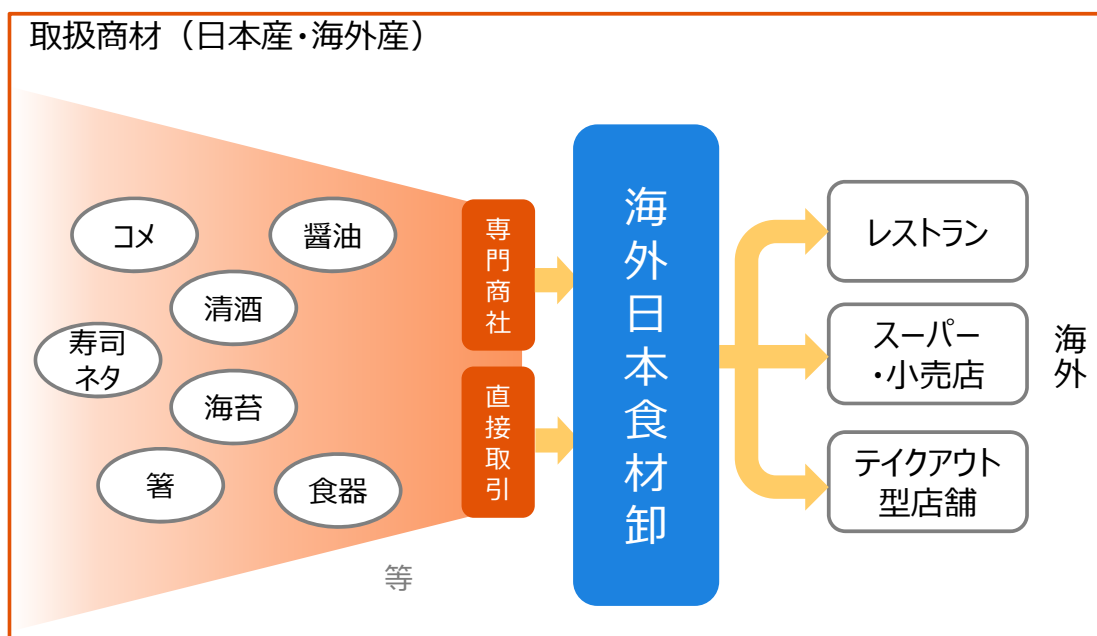 取扱商材（日本産・海外産）
コメ
醤油
清酒
寿司
ネタ
海苔
箸
食器
等
専門商社
直接取引
海外日本食材卸
レストラン
スーパー
・小売店
テイクアウト
型店舗
海外